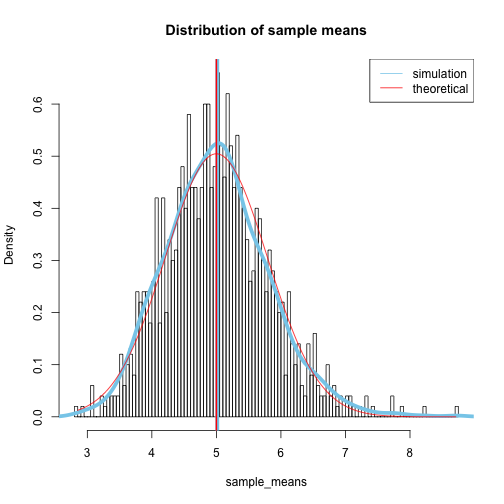 Distribution of sample means
simulation
theoretical
Density
0.6
0.5
0.4
0.3
0.2
0.1
0.0
3 4 5 6 7 8
sample_means